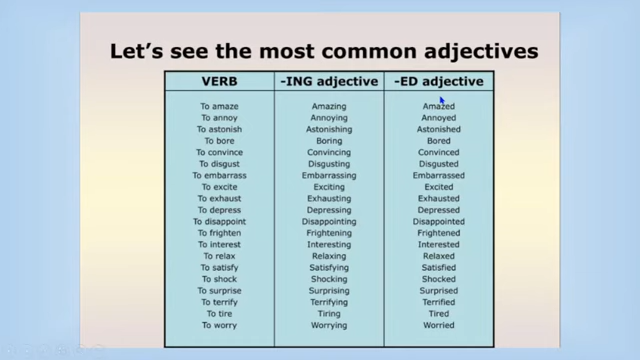 Let's see the most common adjectives
VERB -ING adjective -ED adjective
To amaze Amazing Amazed
To annoy Annoying Annoyed
To astonish Astonishing Astonished
To bore Boring Bored
To convince Convincing Convinced
To disgust Disgusting Disgusted
To embarrass Embarrassing Embarrassed
To excite Exciting Excited
To exhaust Exhausting Exhausted
To depress Depressing Depressed
To disappoint Disappointing Disappointed
To frighten Frightening Frightened
To interest Interesting Interested
To relax Relaxing Relaxed
To satisfy Satisfying Satisfied
To shock Shocking Shocked
To surprise Surprising Surprised
To terrify Terrifying Terrified
To tire Tiring Tired
To worry Worrying Worried